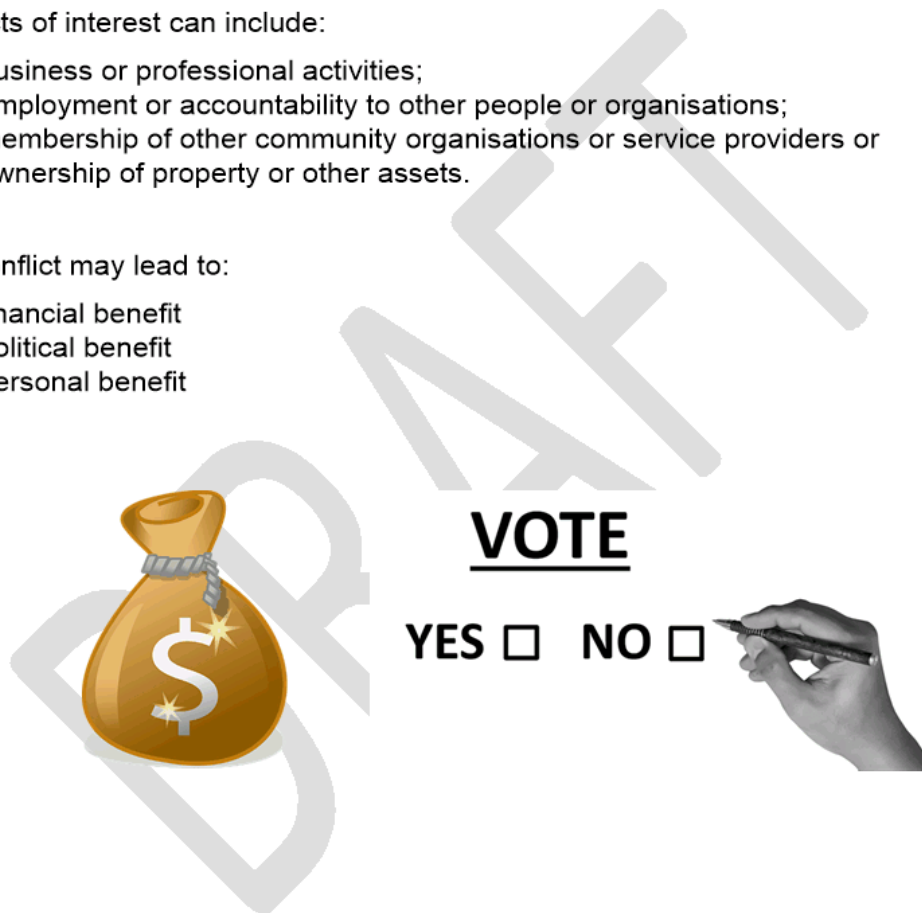 cts of interest can include:
usiness or professional activities;
mployment or accountability to other people or organisations;
embership of other community organisations or service providers or
wnership of property or other assets.
nflict may lead to:
nancial benefit
olitical benefit
ersonal benefit
DRAFT
$
VOTE
YES □ NO □